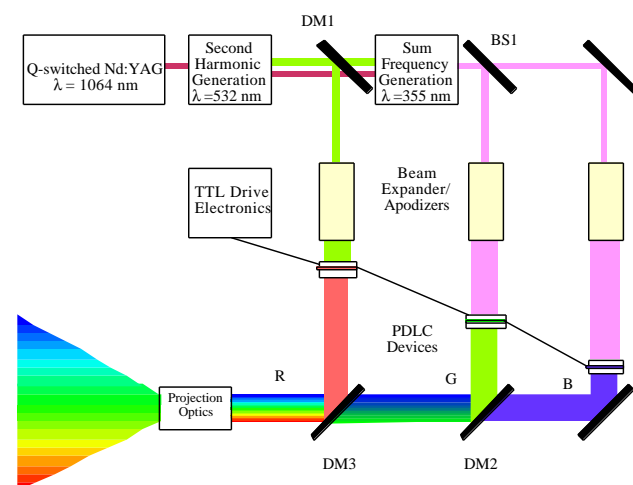 DM1
BS1
Q-switched Nd:YAG
λ = 1064 nm
Second
Harmonic
Generation
λ =532 nm
Sum
Frequency
Generation
λ =355 nm
TTL Drive
Electronics
Beam
Expander/
Apodizers
PDLC
Devices
R
G
B
Projection
Optics
DM3
DM2